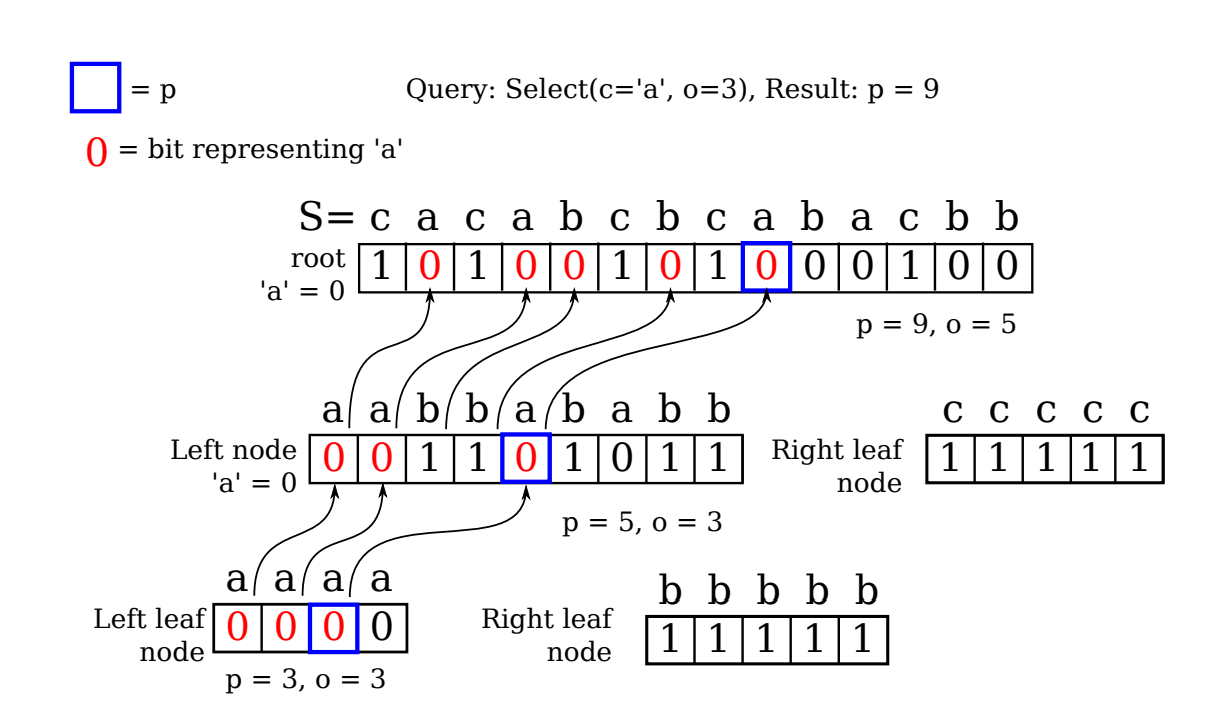 = p
Query: Select(c='a', o=3), Result: p = 9
0 = bit representing 'a'
S= c a c a b c b c a b a c b b
root
'a' = 0
1 0 1 0 0 1 0 1 0 0 0 1 0 0
p = 9, o = 5
a a b b a b a b b
Left node
'a' = 0
0 0 1 1 0 1 0 1 1
c c c c c
Right leaf
node
1 1 1 1 1
p = 5, o = 3
a a a a
Left leaf
node
0 0 0 0
p = 3, o = 3
b b b b b
Right leaf
node
1 1 1 1 1